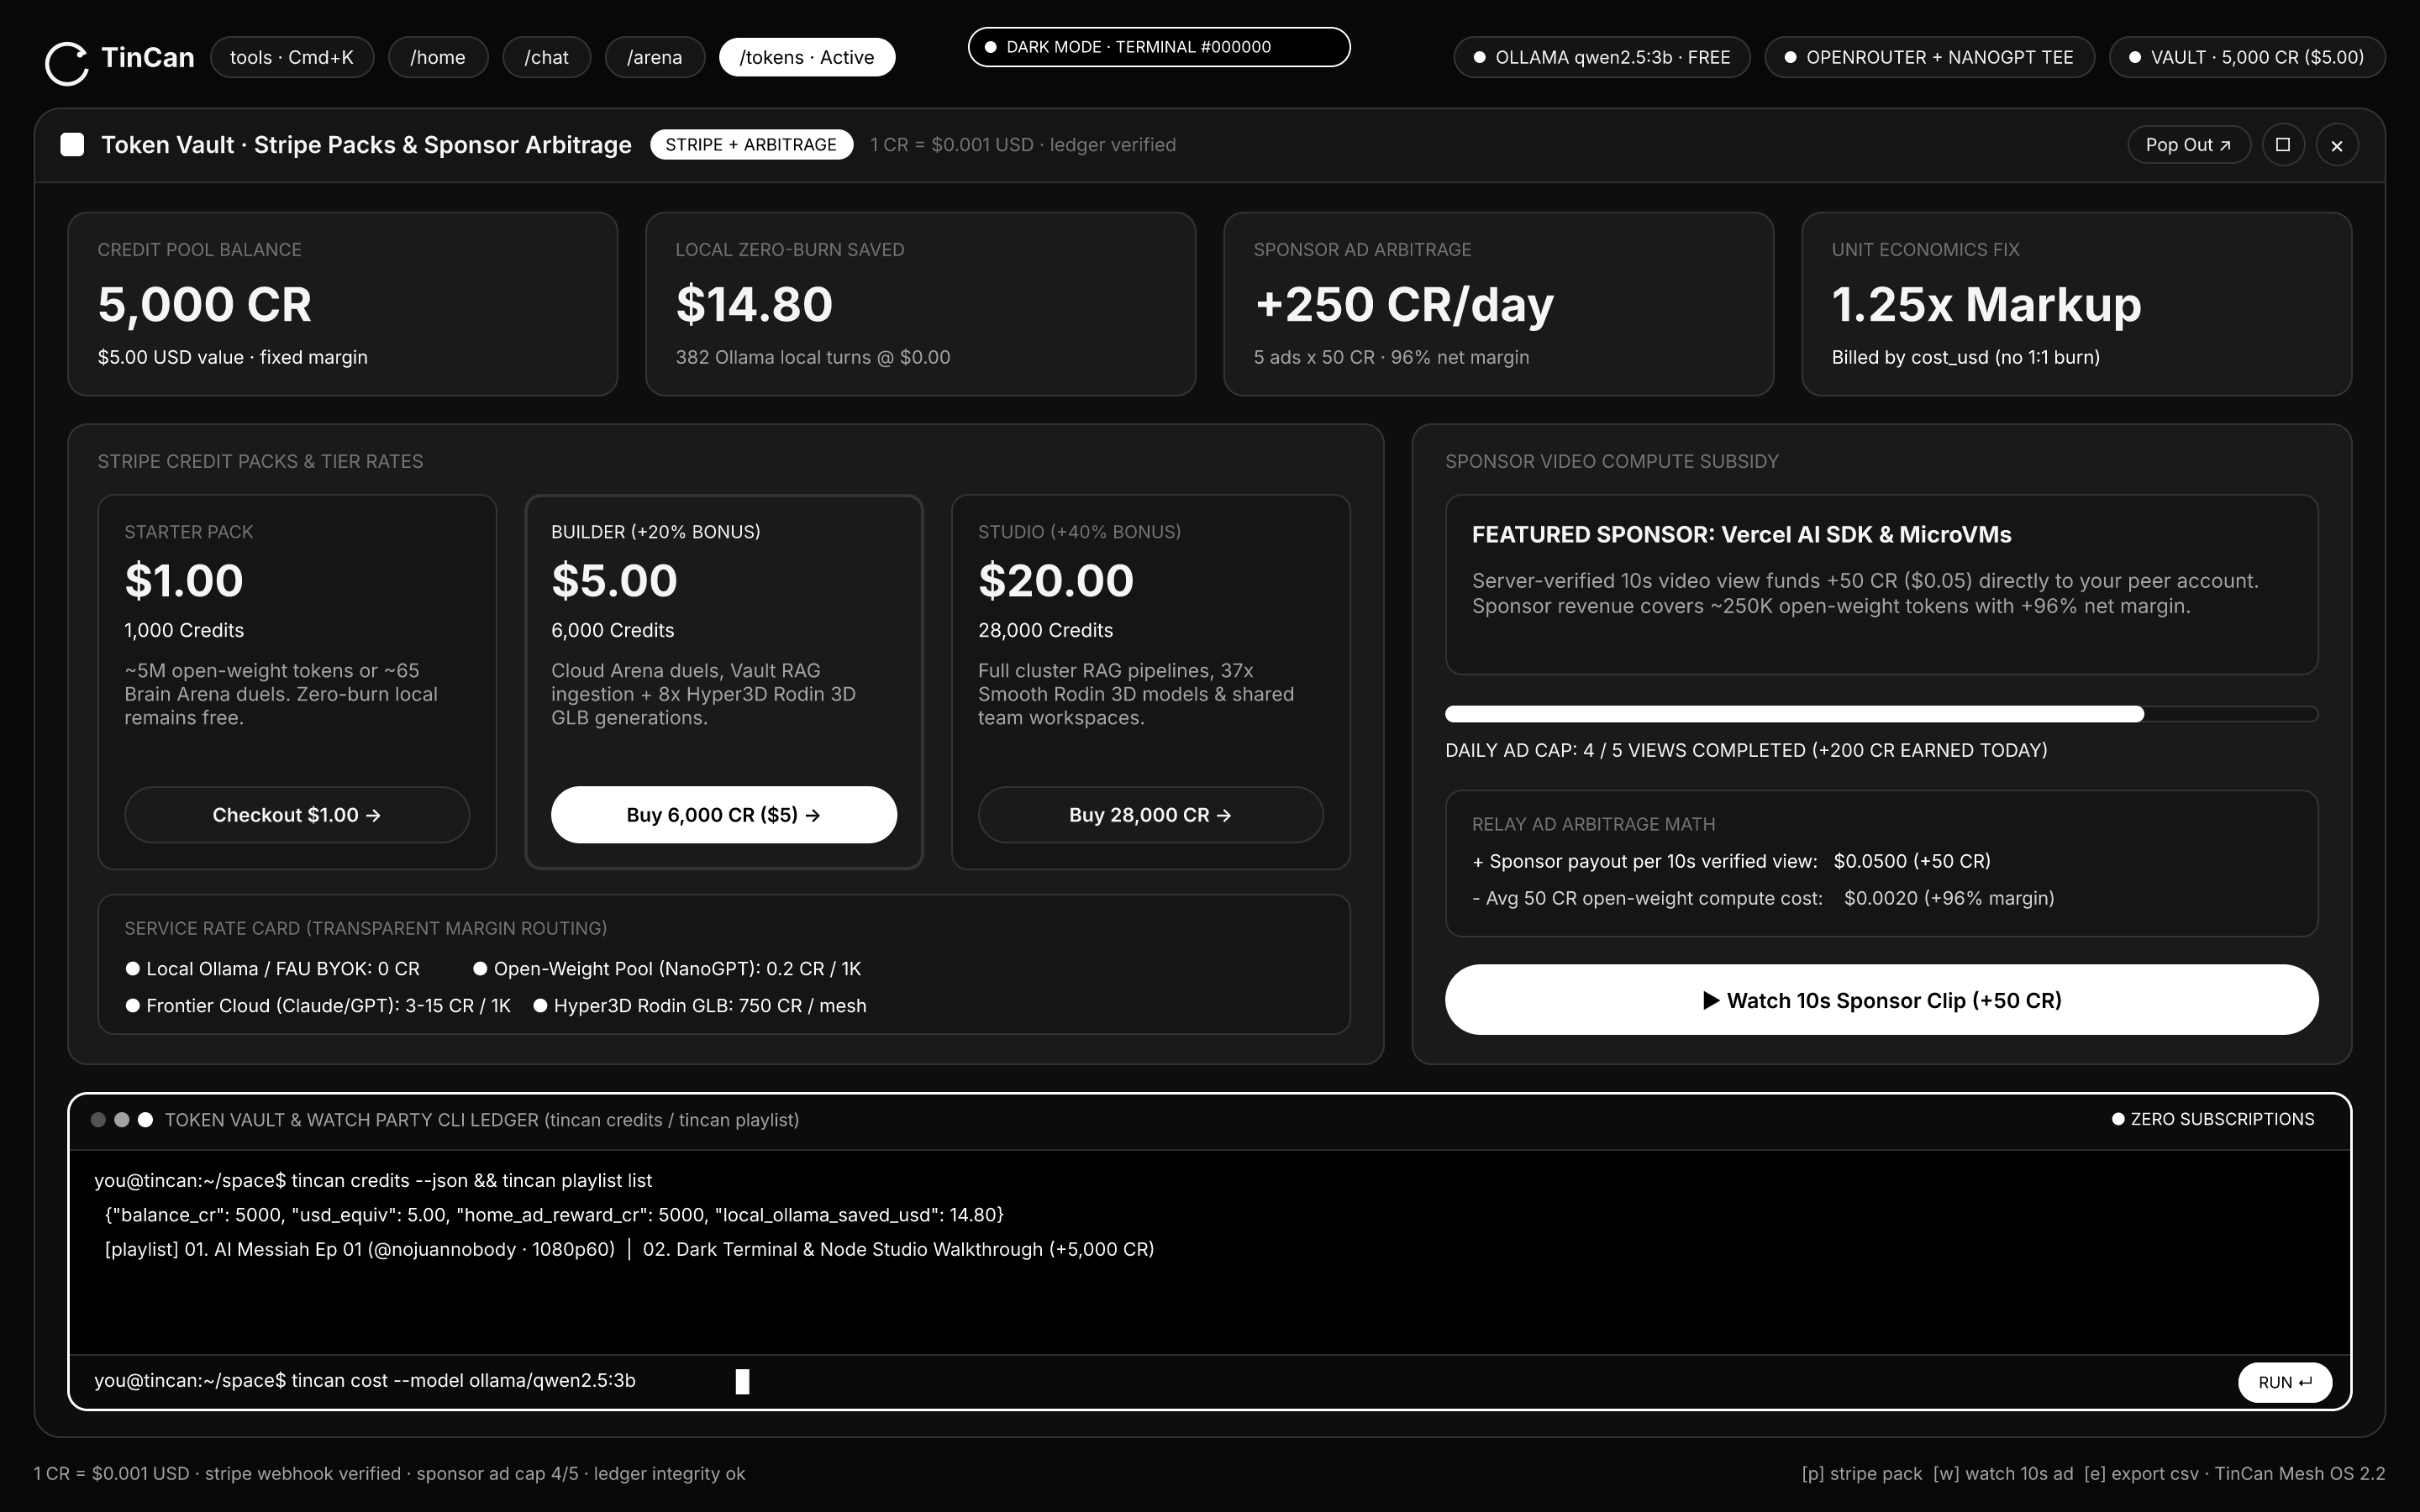 TinCan
tools · Cmd+K
/home
/chat
/arena
/tokens · Active
DARK MODE · TERMINAL #000000
OLLAMA qwen2.5:3b · FREE
OPENROUTER + NANOGPT TEE
VAULT · 5,000 CR ($5.00)
Token Vault · Stripe Packs & Sponsor Arbitrage
STRIPE + ARBITRAGE
1 CR = $0.001 USD · ledger verified
Pop Out ↗
CREDIT POOL BALANCE
5,000 CR
$5.00 USD value · fixed margin
LOCAL ZERO-BURN SAVED
$14.80
382 Ollama local turns @ $0.00
SPONSOR AD ARBITRAGE
+250 CR/day
5 ads x 50 CR · 96% net margin
UNIT ECONOMICS FIX
1.25x Markup
Billed by cost_usd (no 1:1 burn)
STRIPE CREDIT PACKS & TIER RATES
STARTER PACK
$1.00
1,000 Credits
~5M open-weight tokens or ~65
Brain Arena duels. Zero-burn local
remains free.
Checkout $1.00 →
BUILDER (+20% BONUS)
$5.00
6,000 Credits
Cloud Arena duels, Vault RAG
ingestion + 8x Hyper3D Rodin 3D
GLB generations.
Buy 6,000 CR ($5) →
STUDIO (+40% BONUS)
$20.00
28,000 Credits
Full cluster RAG pipelines, 37x
Smooth Rodin 3D models & shared
team workspaces.
Buy 28,000 CR →
SERVICE RATE CARD (TRANSPARENT MARGIN ROUTING)
● Local Ollama / FAU BYOK: 0 CR ● Open-Weight Pool (NanoGPT): 0.2 CR / 1K
● Frontier Cloud (Claude/GPT): 3-15 CR / 1K ● Hyper3D Rodin GLB: 750 CR / mesh
SPONSOR VIDEO COMPUTE SUBSIDY
FEATURED SPONSOR: Vercel AI SDK & MicroVMs
Server-verified 10s video view funds +50 CR ($0.05) directly to your peer account.
Sponsor revenue covers ~250K open-weight tokens with +96% net margin.
DAILY AD CAP: 4 / 5 VIEWS COMPLETED (+200 CR EARNED TODAY)
RELAY AD ARBITRAGE MATH
+ Sponsor payout per 10s verified view: $0.0500 (+50 CR)
- Avg 50 CR open-weight compute cost: $0.0020 (+96% margin)
▶ Watch 10s Sponsor Clip (+50 CR)
TOKEN VAULT & WATCH PARTY CLI LEDGER (tincan credits / tincan playlist)
● ZERO SUBSCRIPTIONS
you@tincan:~/space$ tincan credits --json && tincan playlist list
{"balance_cr": 5000, "usd_equiv": 5.00, "home_ad_reward_cr": 5000, "local_ollama_saved_usd": 14.80}
[playlist] 01. AI Messiah Ep 01 (@nojuannobody · 1080p60) | 02. Dark Terminal & Node Studio Walkthrough (+5,000 CR)
you@tincan:~/space$ tincan cost --model ollama/qwen2.5:3b
RUN ↵
1 CR = $0.001 USD · stripe webhook verified · sponsor ad cap 4/5 · ledger integrity ok
[p] stripe pack [w] watch 10s ad [e] export csv · TinCan Mesh OS 2.2